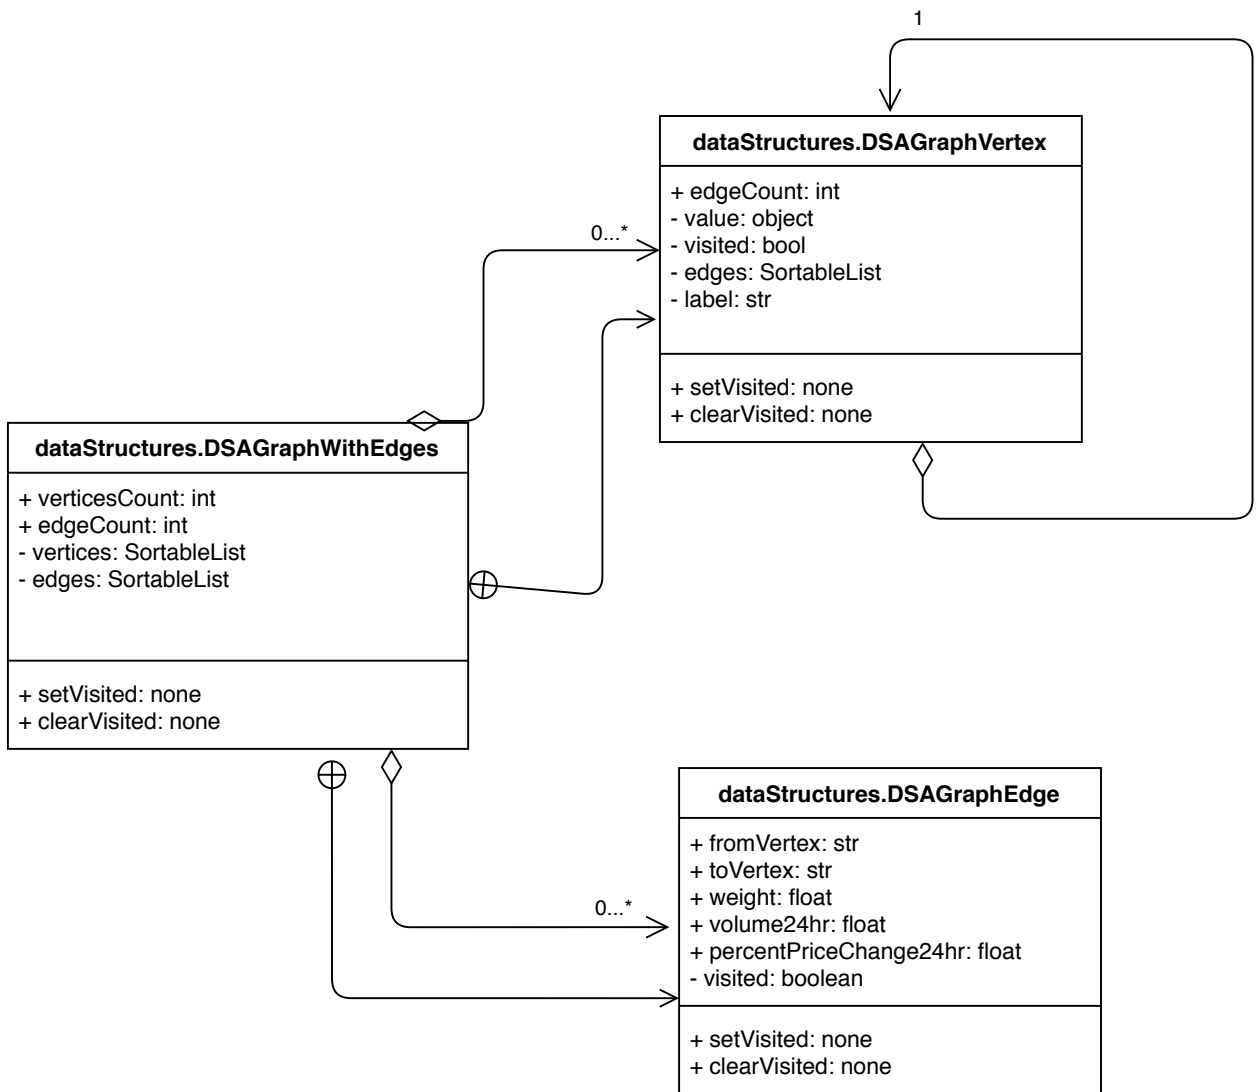 1
dataStructures.DSAGraphVertex
+ edgeCount: int
- value: object
- visited: bool
- edges: SortableList
- label: str
+ setVisited: none
+ clearVisited: none
0...*
dataStructures.DSAGraphWithEdges
+ verticesCount: int
+ edgeCount: int
- vertices: SortableList
- edges: SortableList
+ setVisited: none
+ clearVisited: none
0...*
dataStructures.DSAGraphEdge
+ fromVertex: str
+ toVertex: str
+ weight: float
+ volume24hr: float
+ percentPriceChange24hr: float
- visited: boolean
+ setVisited: none
+ clearVisited: none